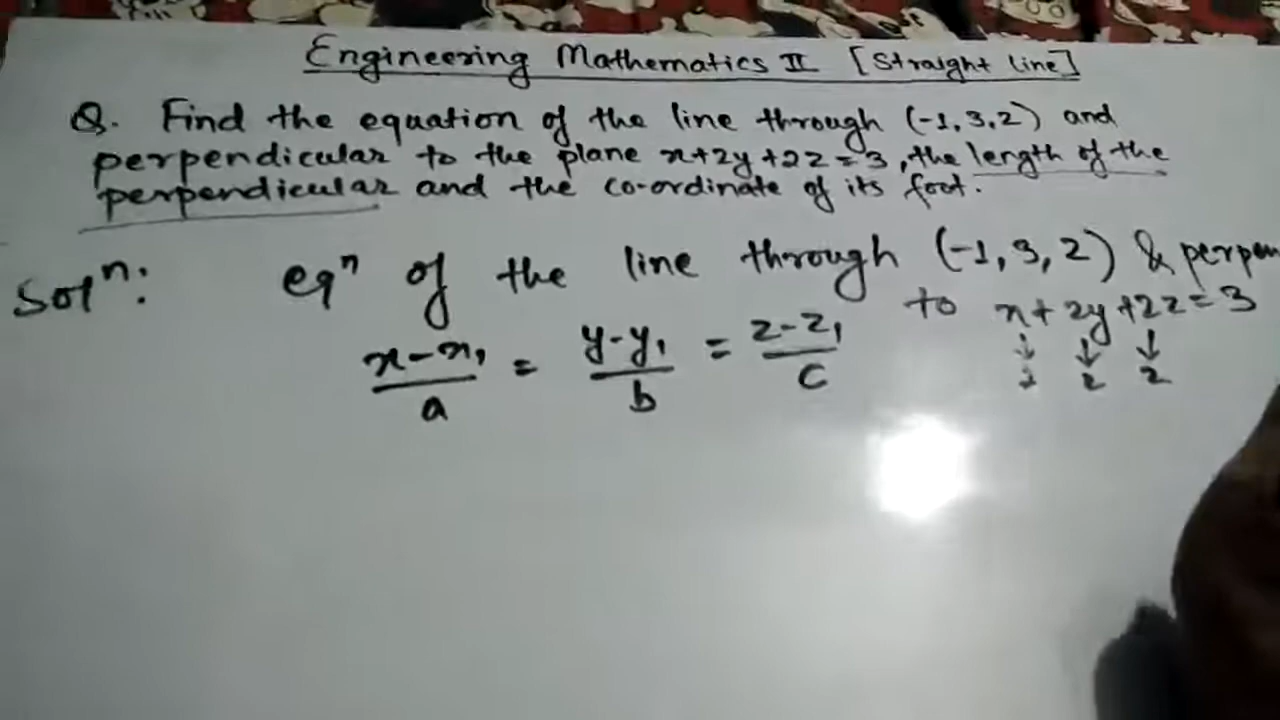 Engineering Mathematics II [Straight line]
Q. Find the equation of the line through (-1,3,2) and
perpendicular to the plane x+2y+2z=3, the length of the
perpendicular and the co-ordinate of its foot.
Solⁿ: eqⁿ of the line through (-1,3,2) & perpen
to x+2y+2z=3
x-x₁/a = y-y₁/b = z-z₁/c
↓ ↓ ↓
1 2 2